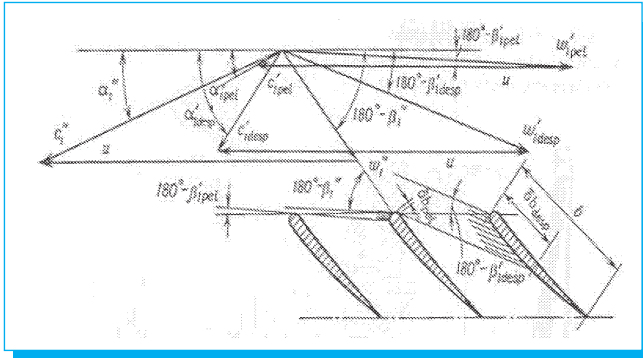 180°-β'₁pel
w'₁pel
α₁"
α'₁pel
c'₁pel
u
180°-β'₁desp
α'₁desp
c'₁desp
180°-β₁"
c₁"
u
w'₁desp
w₁"
u
180°-β'₁pel
180°-β₁"
180°-β'₁desp